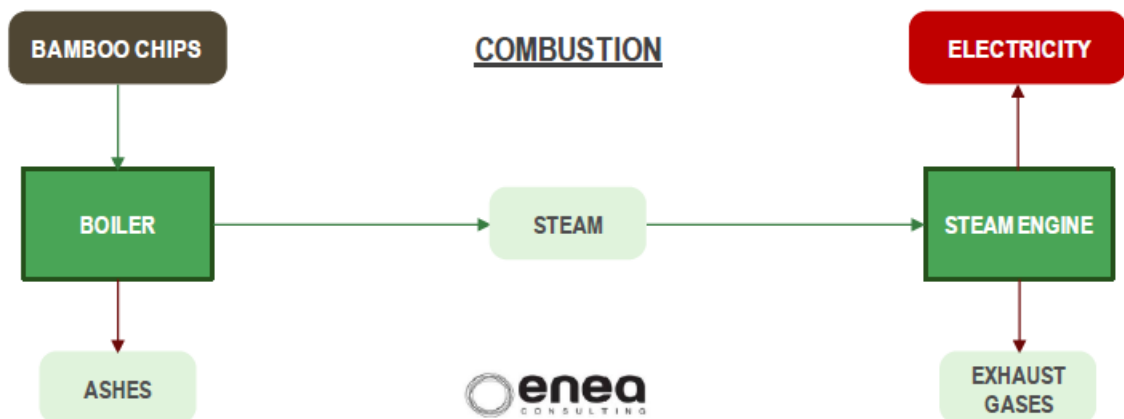 BAMBOO CHIPS
COMBUSTION
ELECTRICITY
BOILER
STEAM
STEAM ENGINE
ASHES
enea
CONSULTING
EXHAUST
GASES